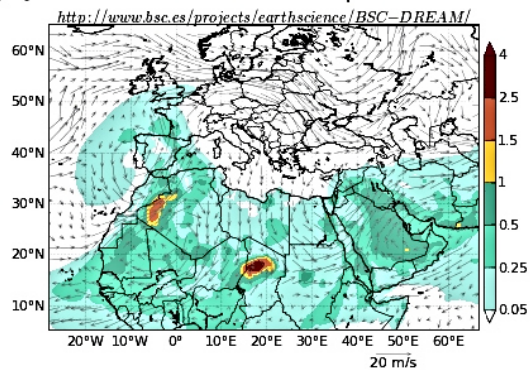 http://www.bsc.es/projects/earthscience/BSC−DREAM/
60°N
50°N
40°N
30°N
20°N
10°N
20°W 10°W 0° 10°E 20°E 30°E 40°E 50°E 60°E
20 m/s
4
2.5
1.5
1
0.5
0.25
0.05